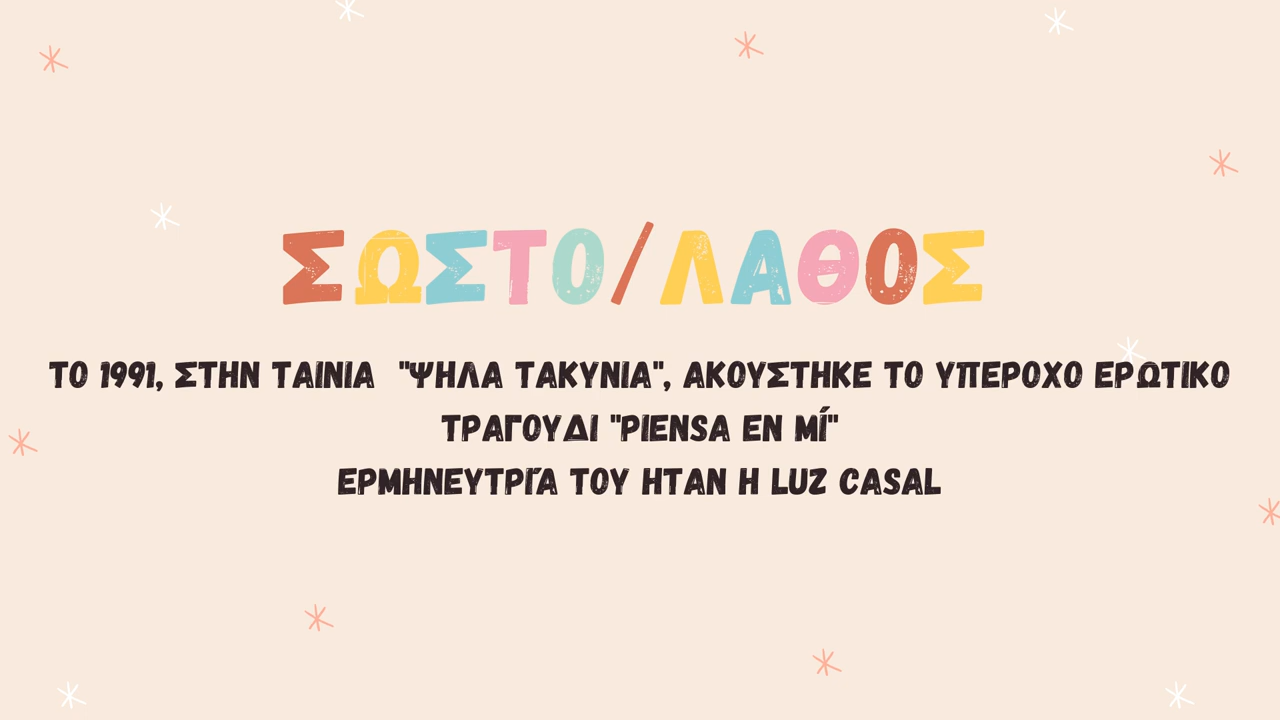 ΣΩΣΤΟ/ΛΑΘΟΣ
ΤΟ 1991, ΣΤΗΝ ΤΑΙΝΙΑ "ΨΗΛΑ ΤΑΚΥΝΙΑ", ΑΚΟΥΣΤΗΚΕ ΤΟ ΥΠΕΡΟΧΟ ΕΡΩΤΙΚΟ
ΤΡΑΓΟΥΔΙ "PIENSA EN MÍ"
ΕΡΜΗΝΕΥΤΡΊΑ ΤΟΥ ΗΤΑΝ Η LUZ CASAL